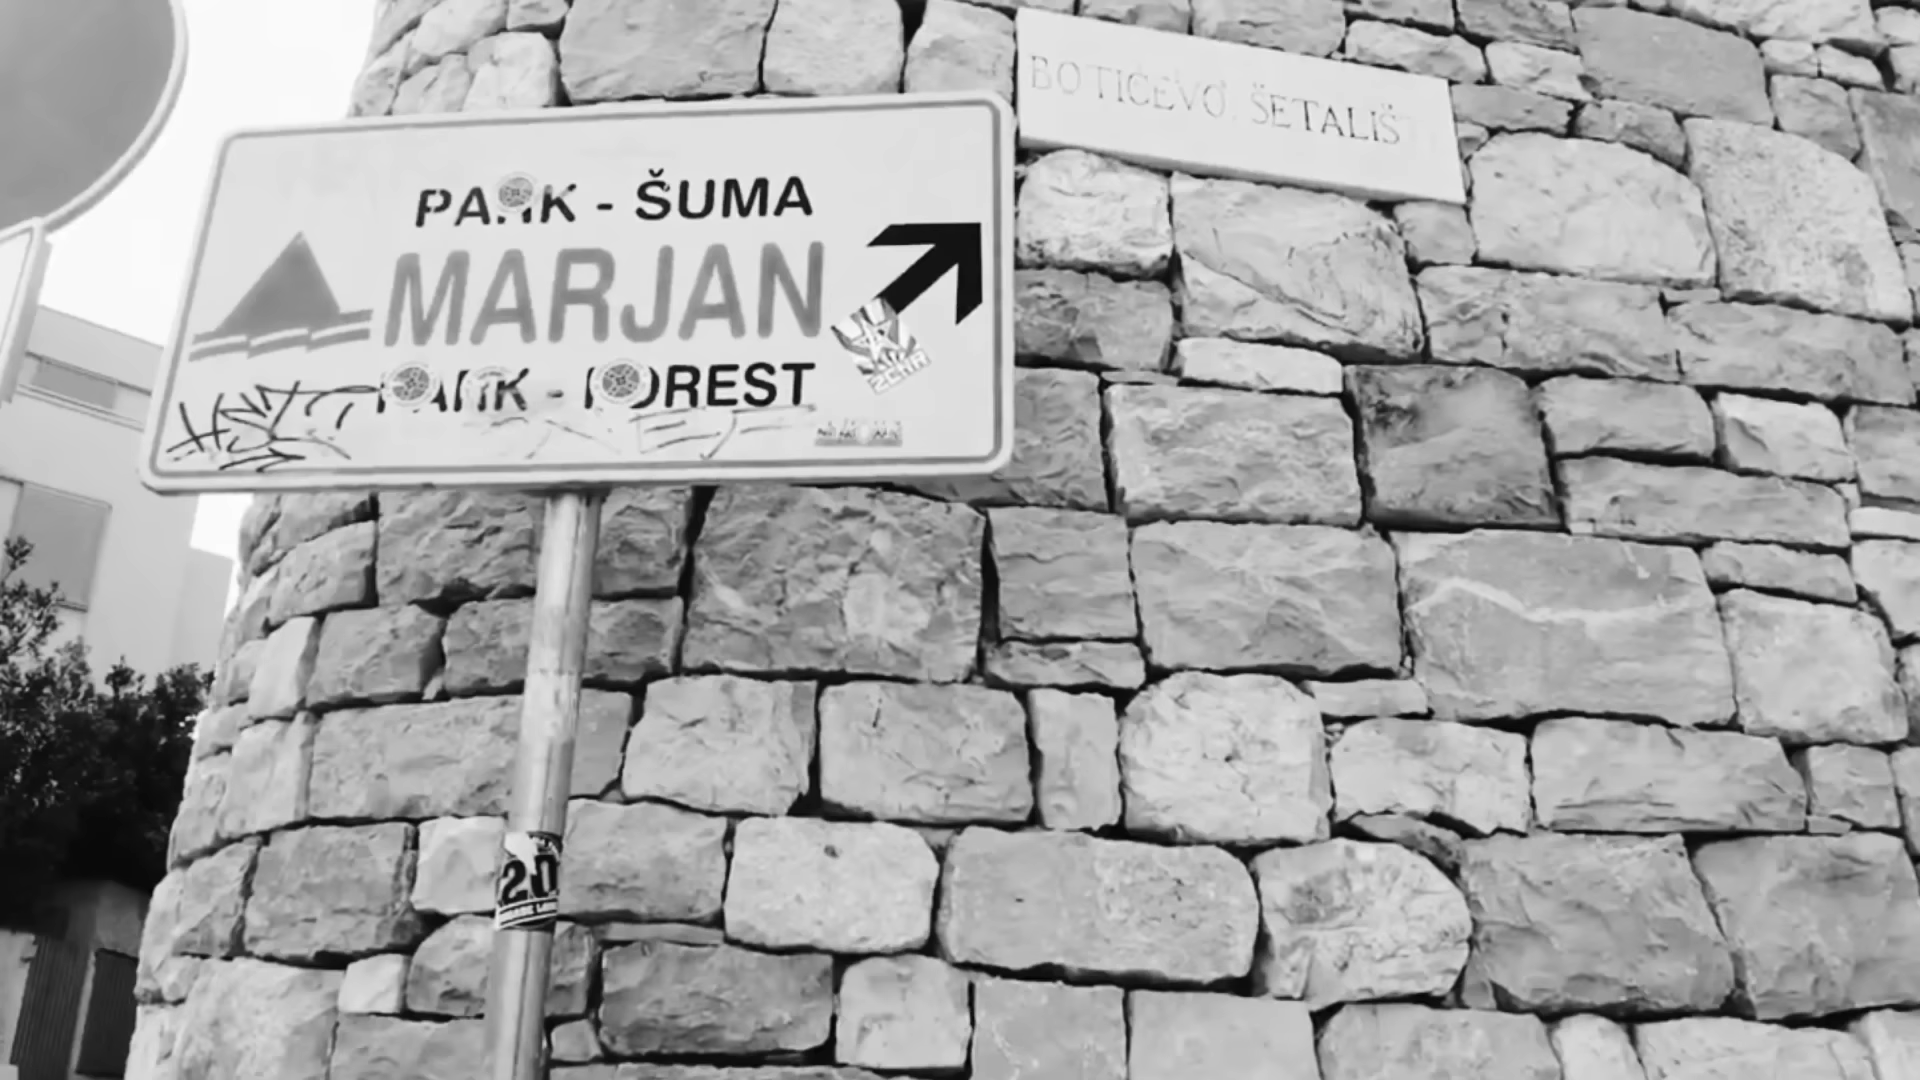 BOTIĆEVO ŠETALIŠ
PARK - ŠUMA
MARJAN
PARK - FOREST